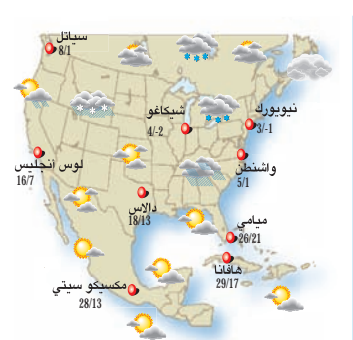 سياتل
8/1
شيكاغو
4/-2
نيويورك
3/-1
لوس أنجليس
16/7
واشنطن
5/1
دالاس
18/13
ميامي
26/21
هافانا
29/17
مكسيكو سيتي
28/13